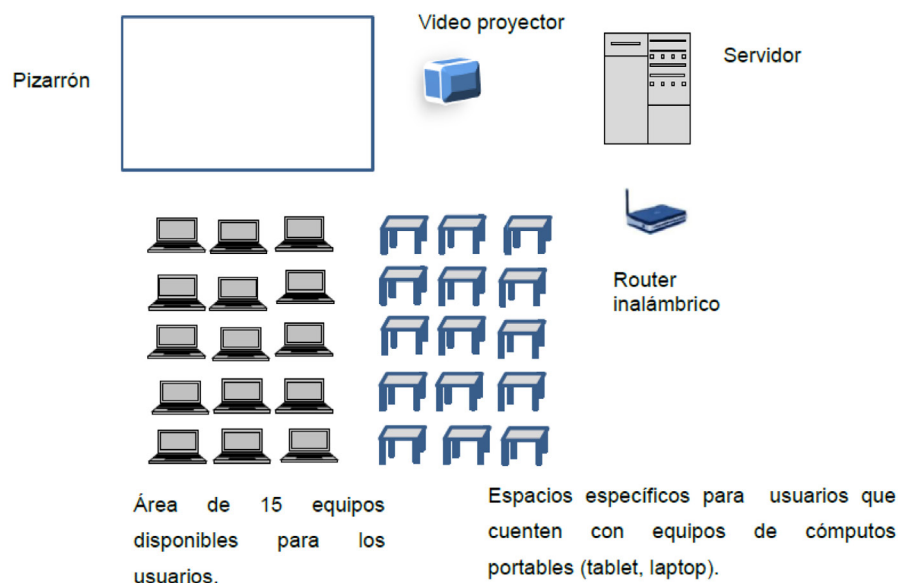 Video proyector
Pizarrón
Servidor
Router
inalámbrico
Área de 15 equipos
disponibles para los
usuarios.
Espacios específicos para usuarios que
cuenten con equipos de cómputos
portables (tablet, laptop).